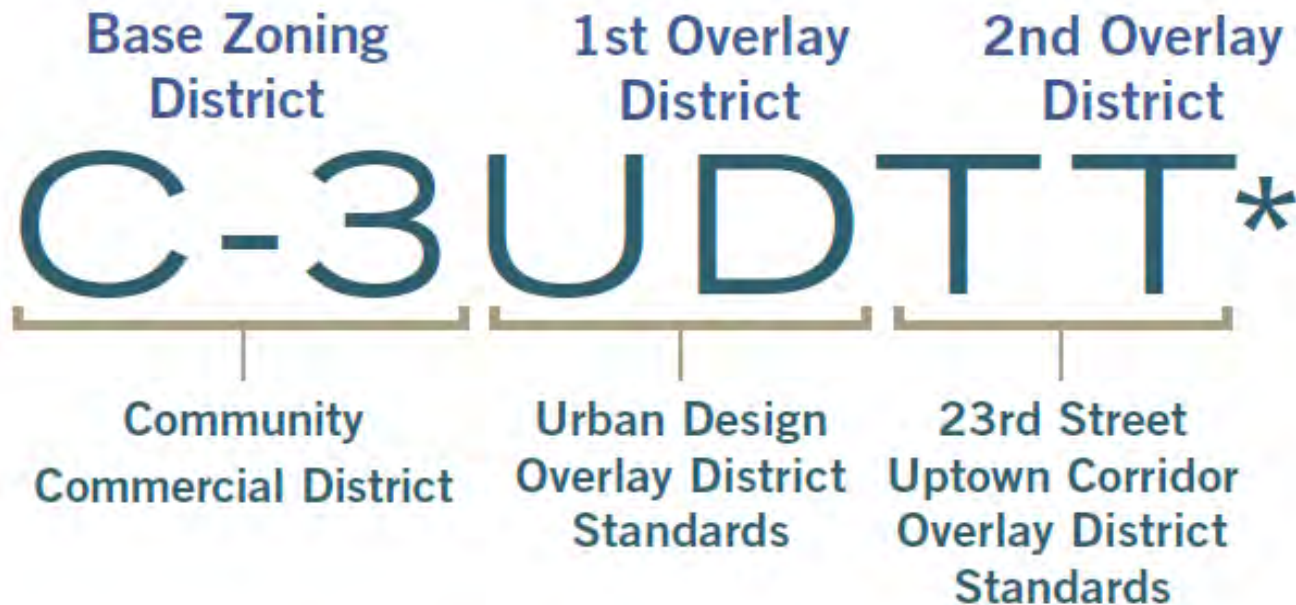 Base Zoning
District
1st Overlay
District
2nd Overlay
District
C-3UDTT*
Community
Commercial District
Urban Design
Overlay District
Standards
23rd Street
Uptown Corridor
Overlay District
Standards